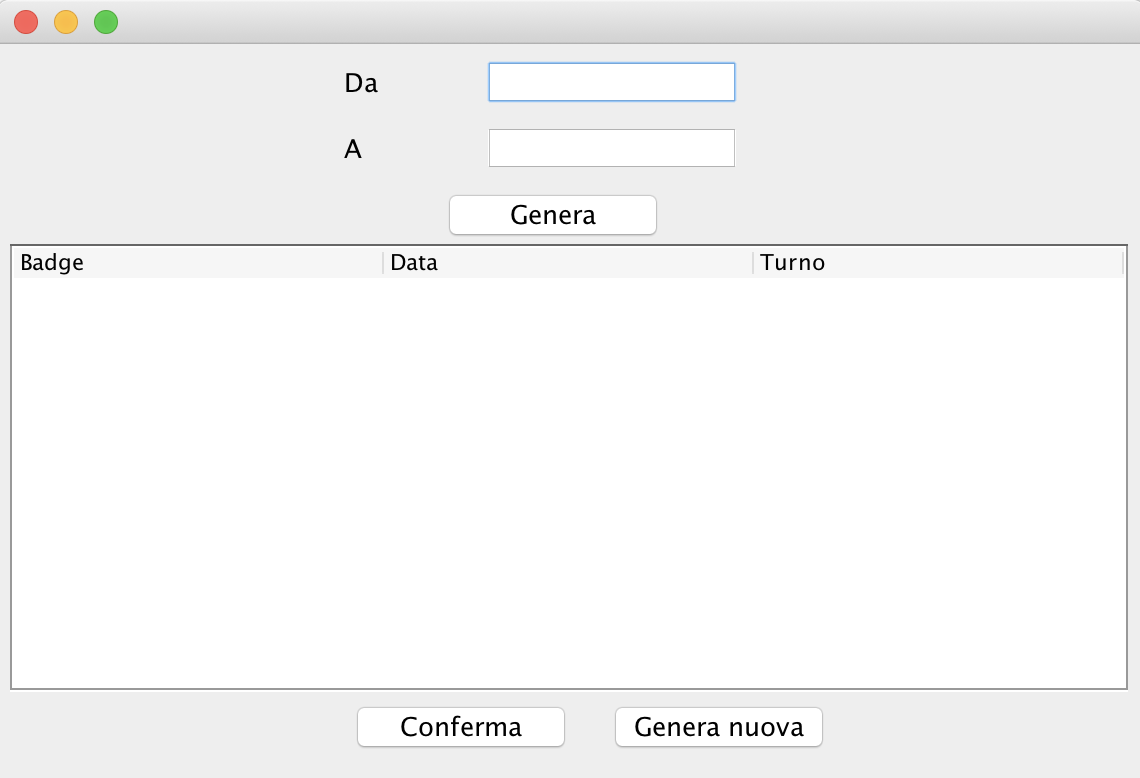 Da
A
Genera
Badge Data Turno
Conferma Genera nuova